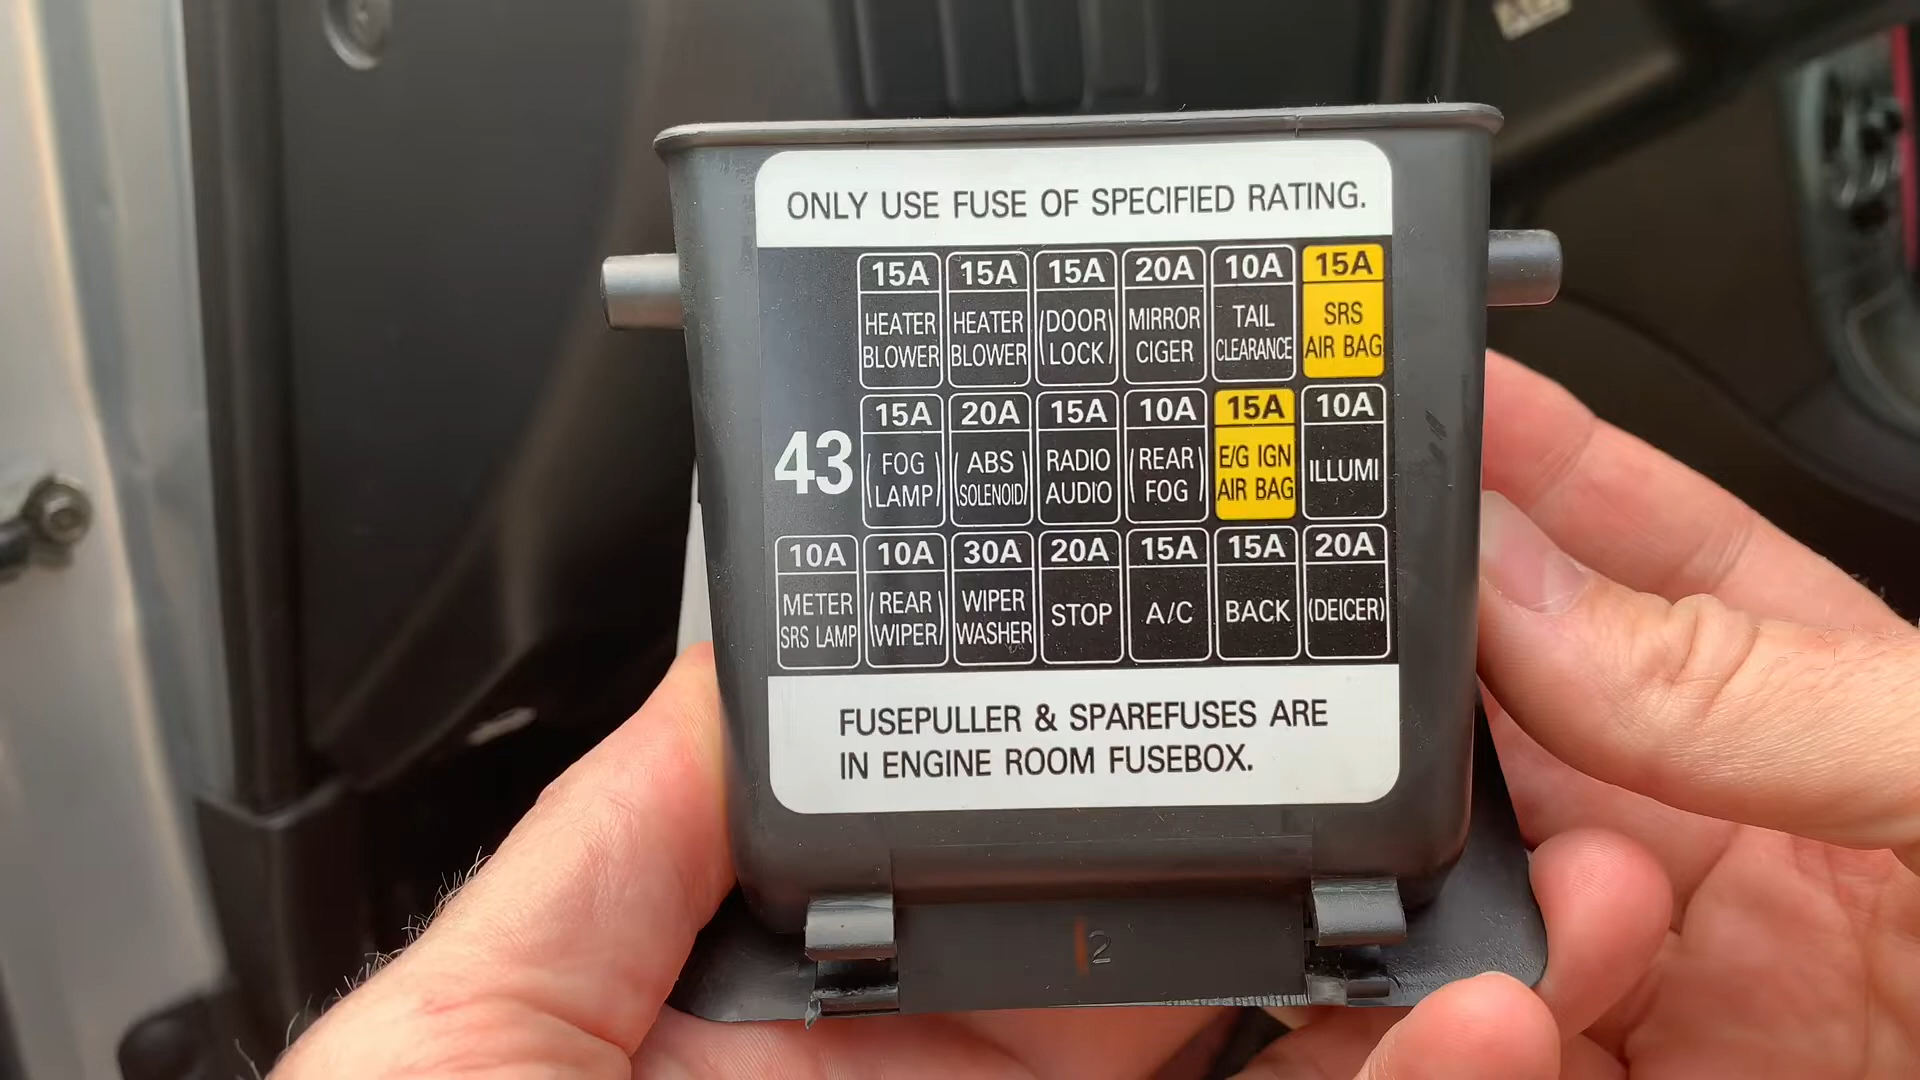 ONLY USE FUSE OF SPECIFIED RATING.
15A 15A 15A 20A 10A 15A
HEATER HEATER (DOOR MIRROR TAIL SRS
BLOWER BLOWER LOCK) CIGER CLEARANCE AIR BAG
43
15A 20A 15A 10A 15A 10A
(FOG (ABS RADIO (REAR E/G IGN ILLUMI
LAMP) SOLENOID) AUDIO FOG) AIR BAG
10A 10A 30A 20A 15A 15A 20A
METER (REAR WIPER STOP A/C BACK (DEICER)
SRS LAMP WIPER) WASHER
FUSEPULLER & SPAREFUSES ARE
IN ENGINE ROOM FUSEBOX.
2